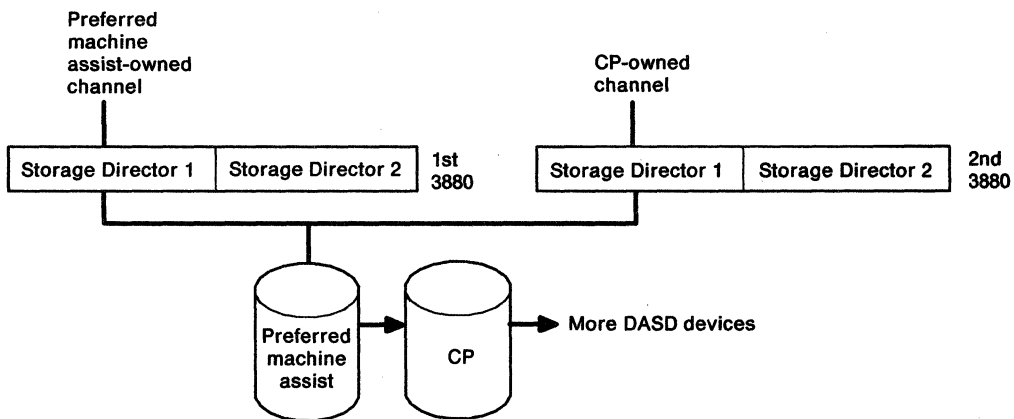 Preferred
machine
assist-owned
channel
CP-owned
channel
Storage Director 1
Storage Director 2
1st
3880
Storage Director 1
Storage Director 2
2nd
3880
Preferred
machine
assist
CP
More DASD devices